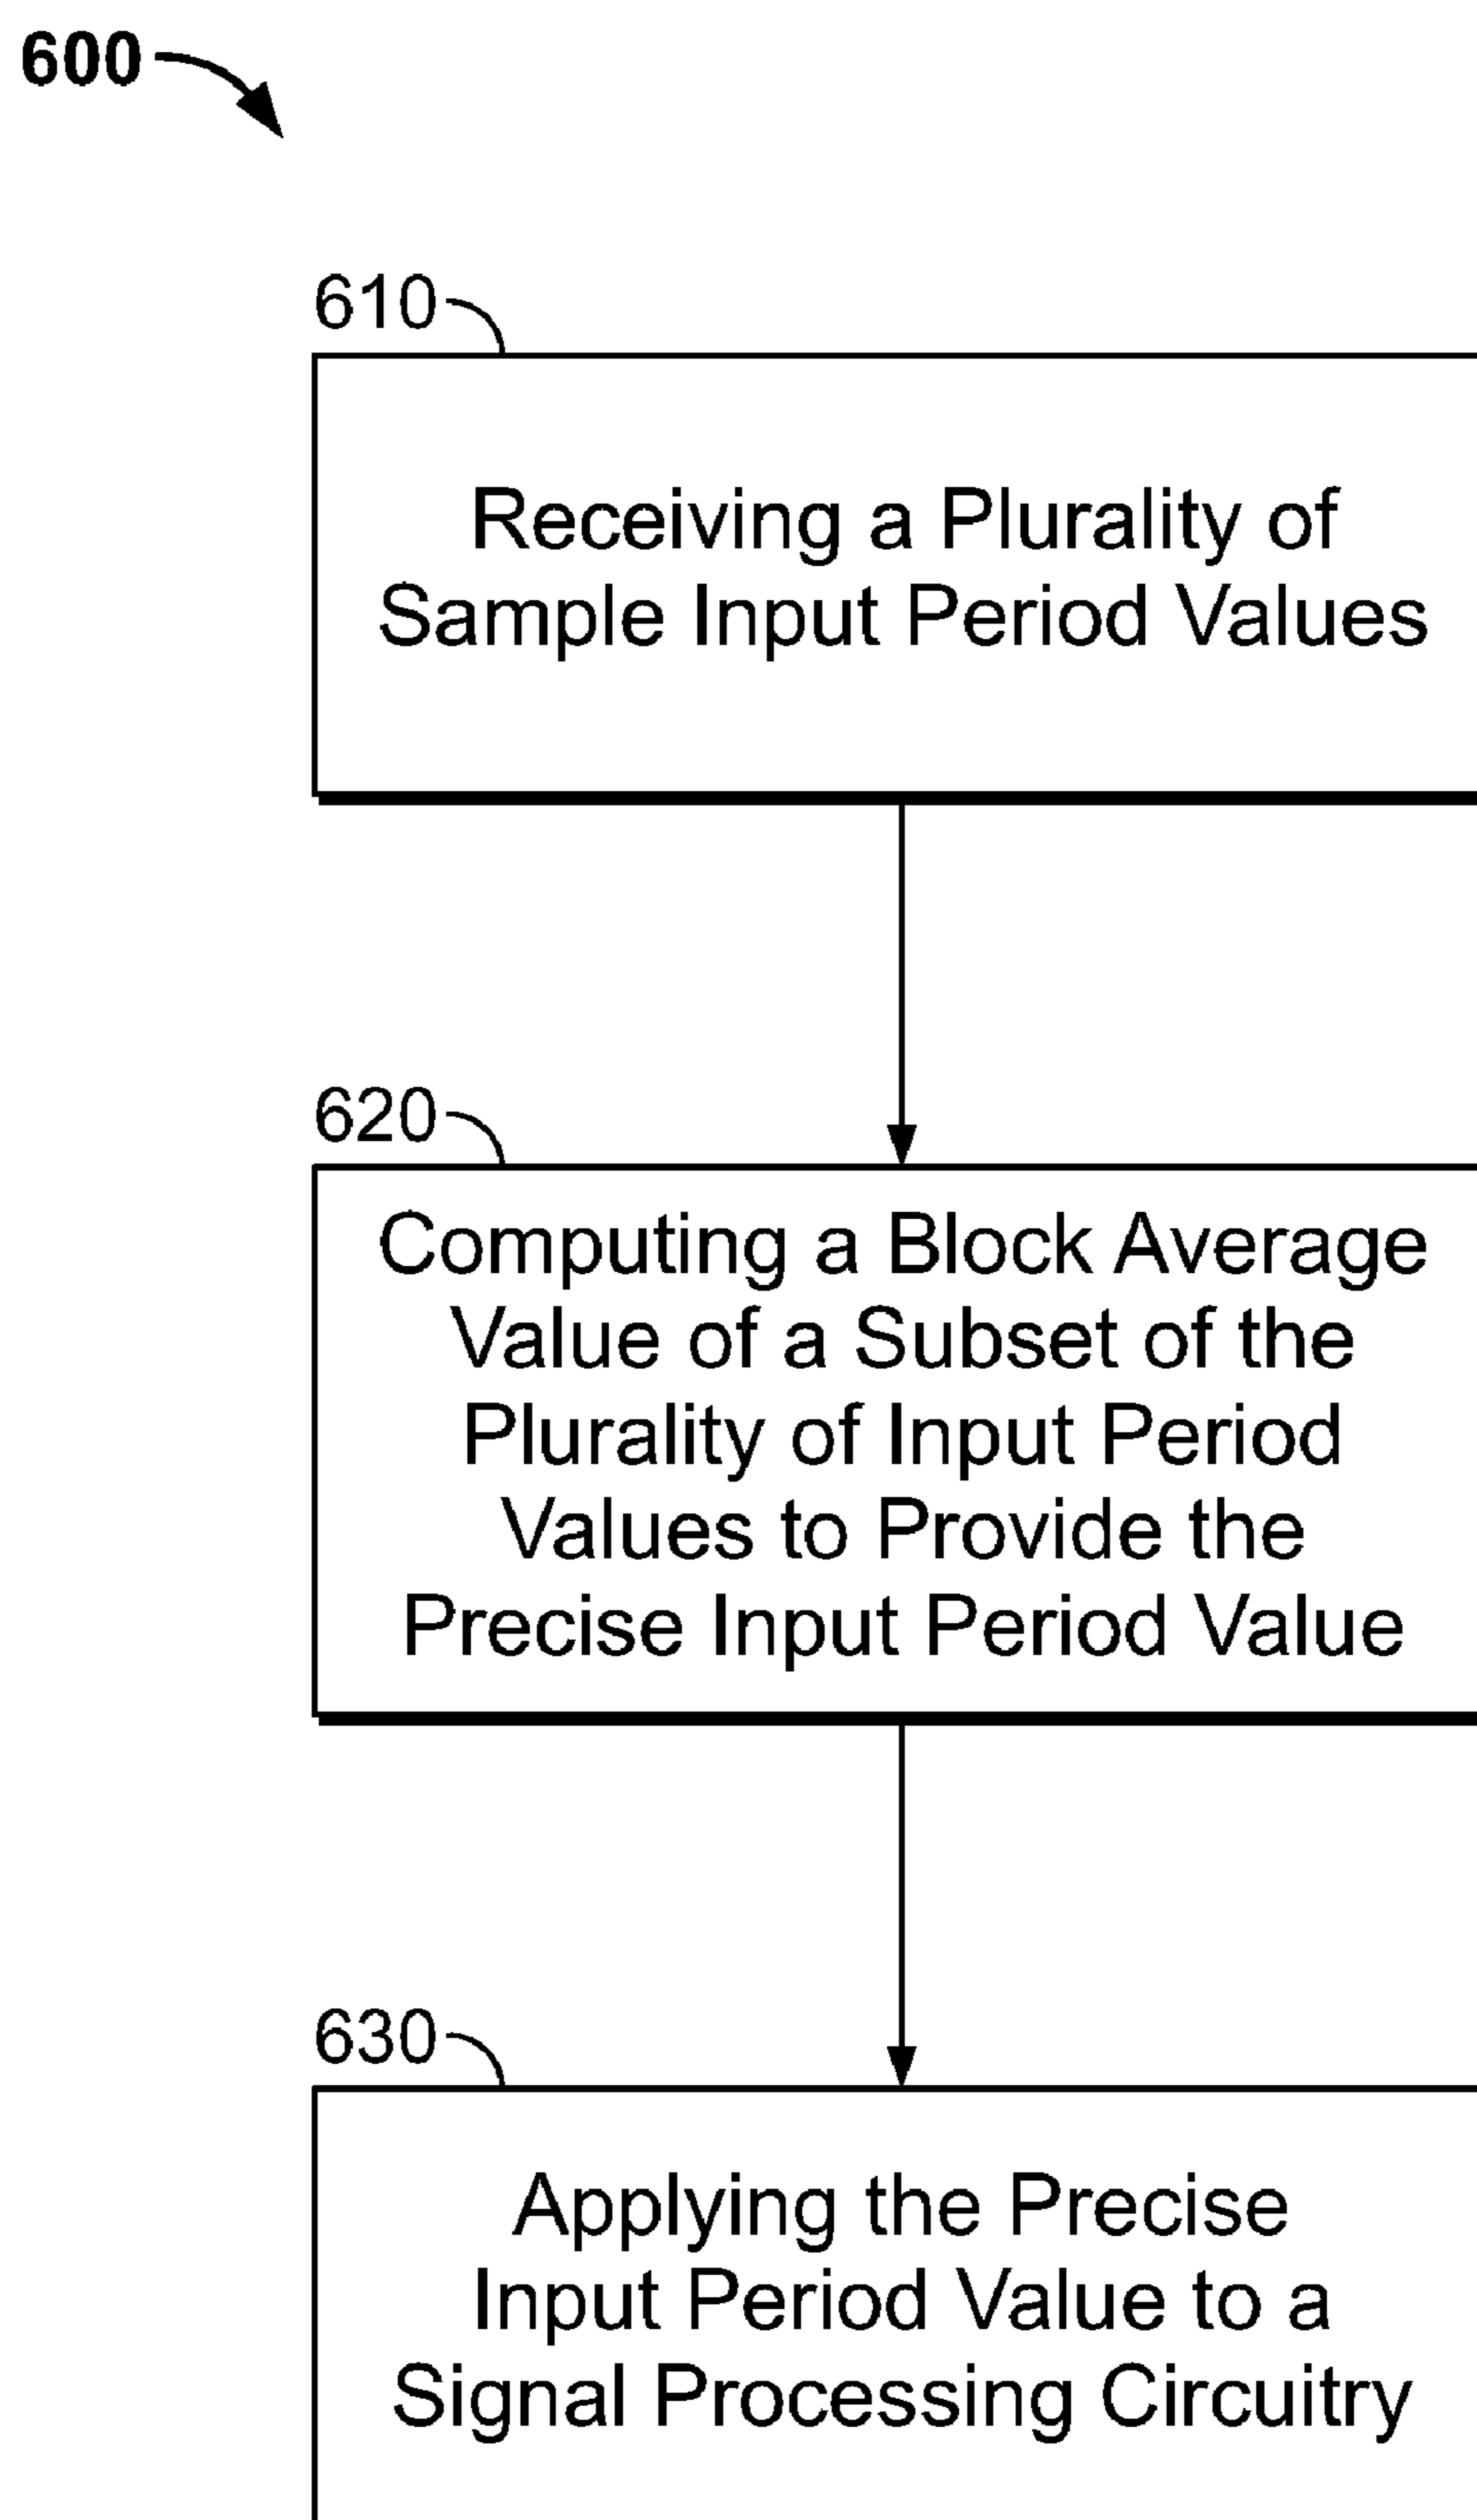 600
610
Receiving a Plurality of
Sample Input Period Values
620
Computing a Block Average
Value of a Subset of the
Plurality of Input Period
Values to Provide the
Precise Input Period Value
630
Applying the Precise
Input Period Value to a
Signal Processing Circuitry